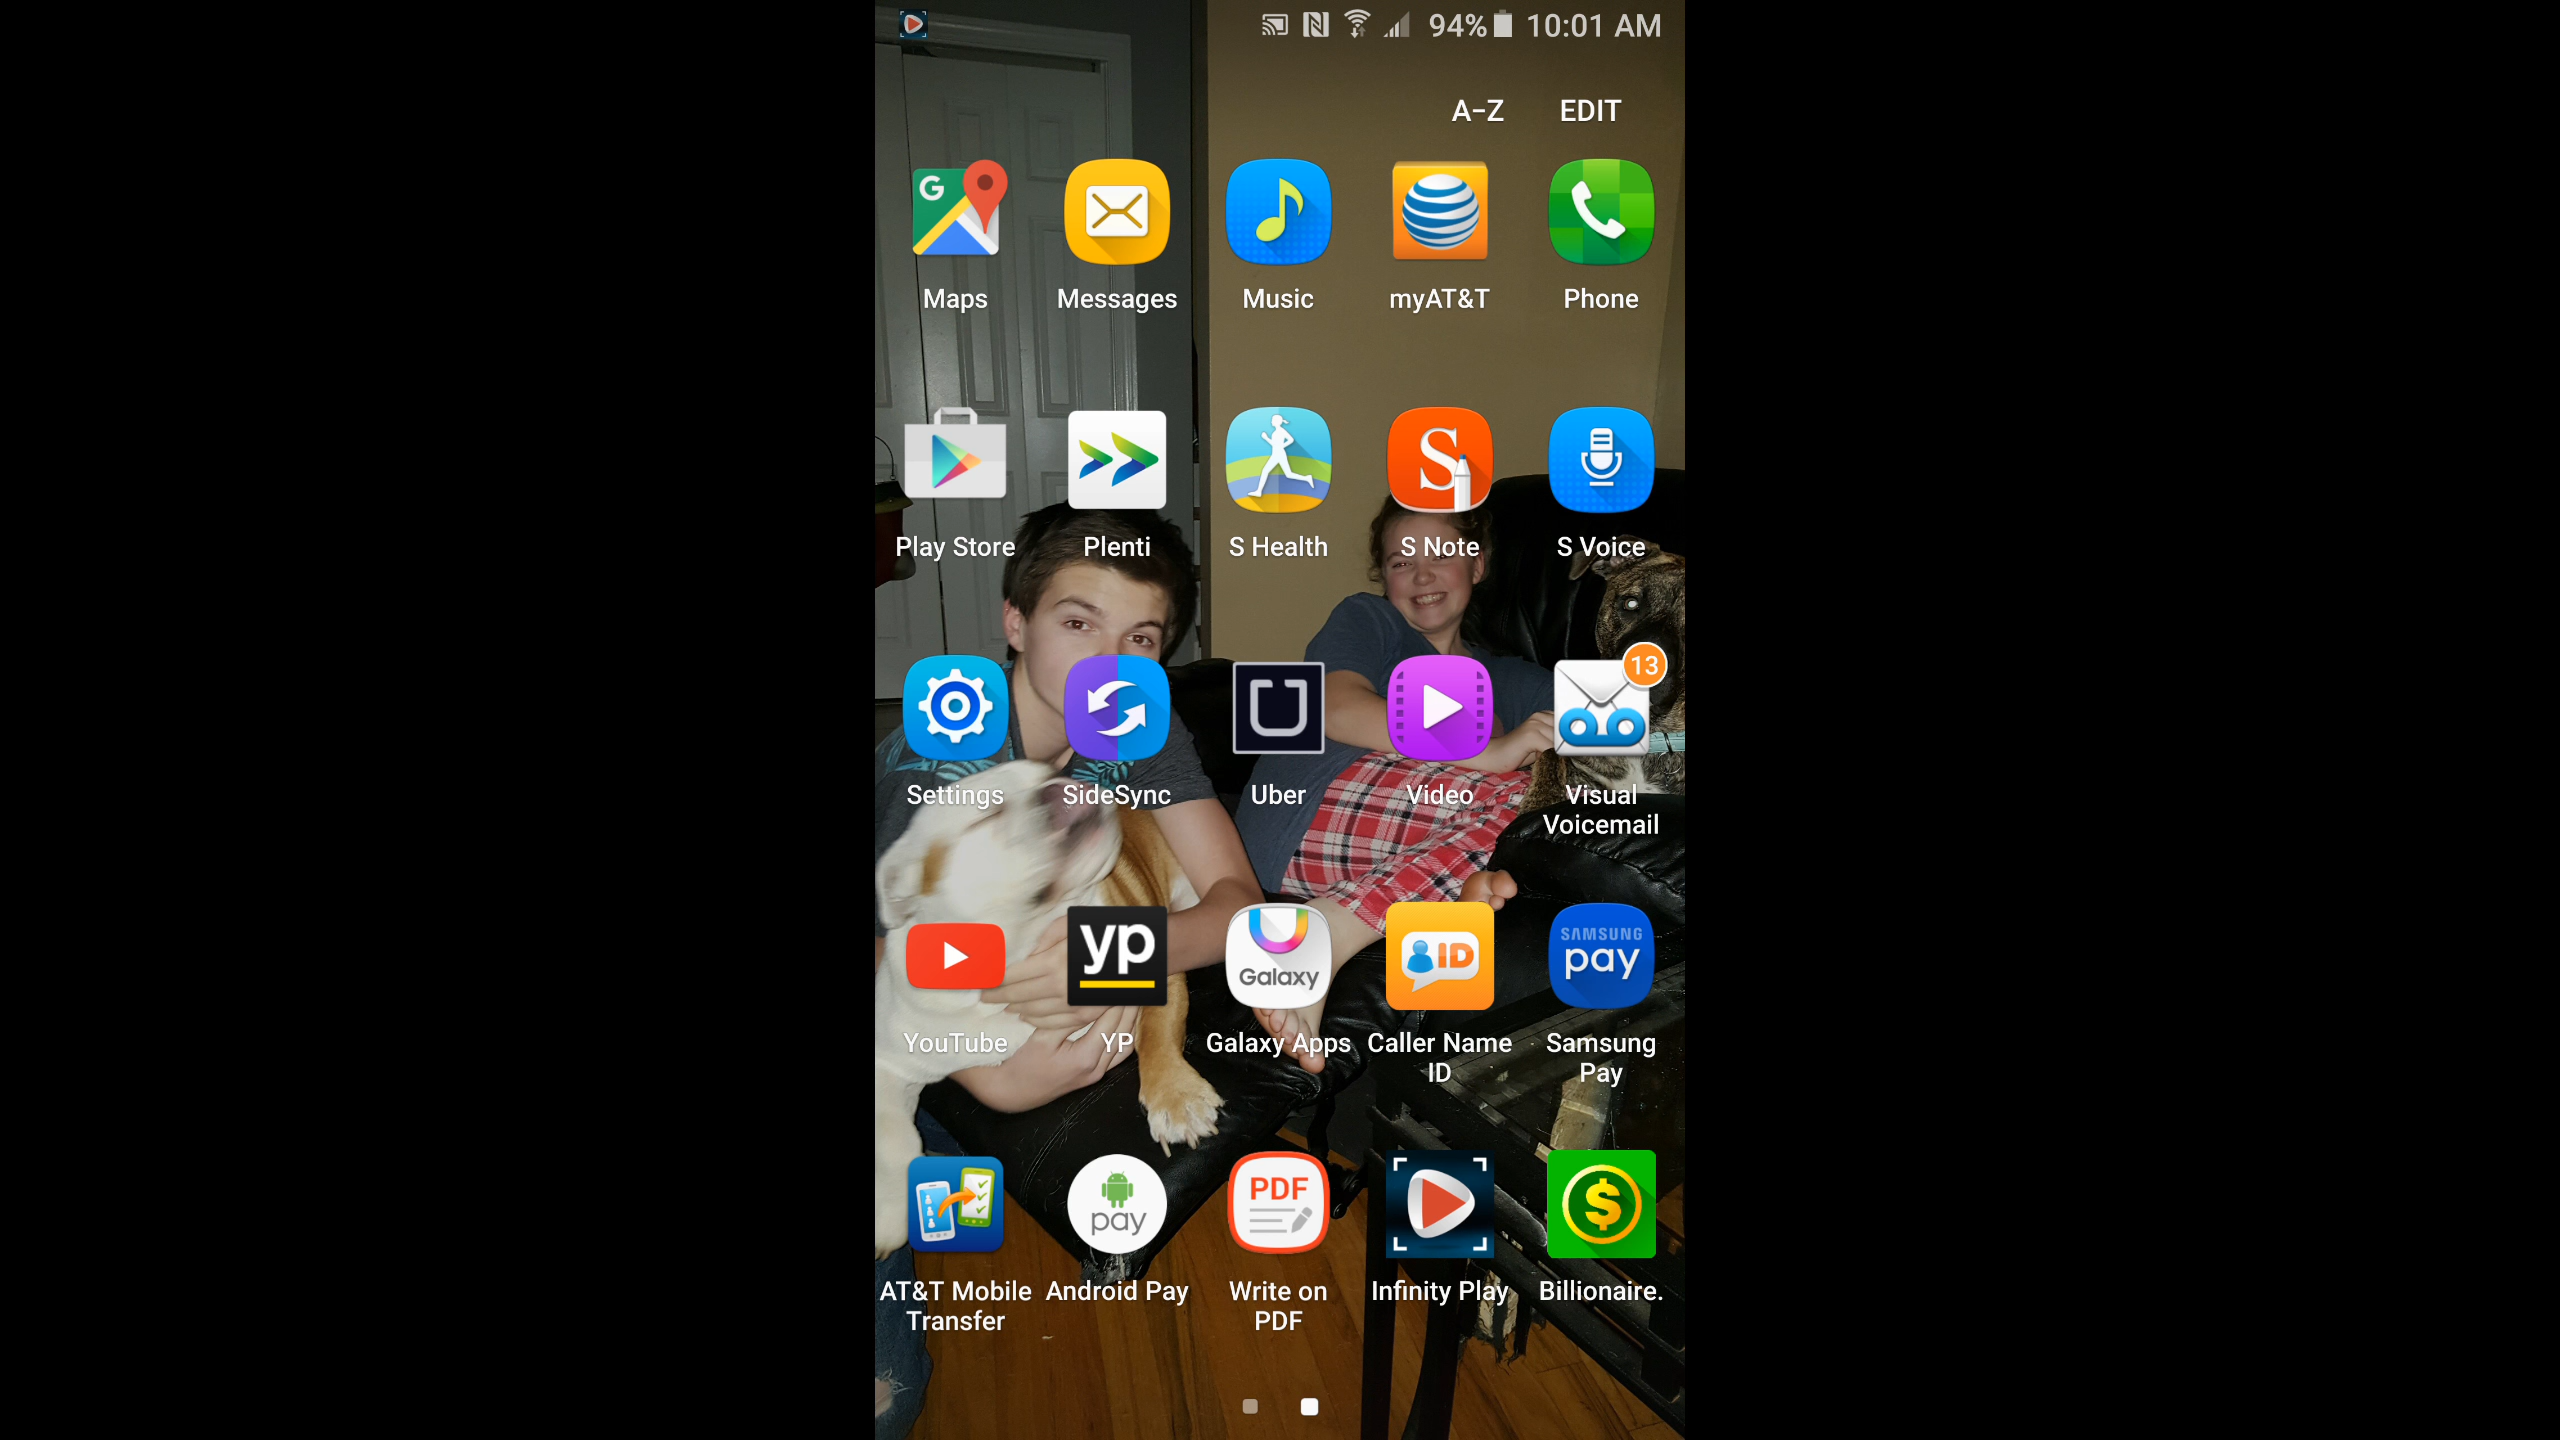 94% 10:01 AM
A-Z EDIT
G
Maps Messages Music myAT&T Phone
S
Play Store Plenti S Health S Note S Voice
13
Settings SideSync Uber Video Visual
Voicemail
yp Galaxy ID SAMSUNG
pay
YouTube YP Galaxy Apps Caller Name Samsung
ID Pay
pay PDF $
AT&T Mobile Android Pay Write on Infinity Play Billionaire.
Transfer PDF